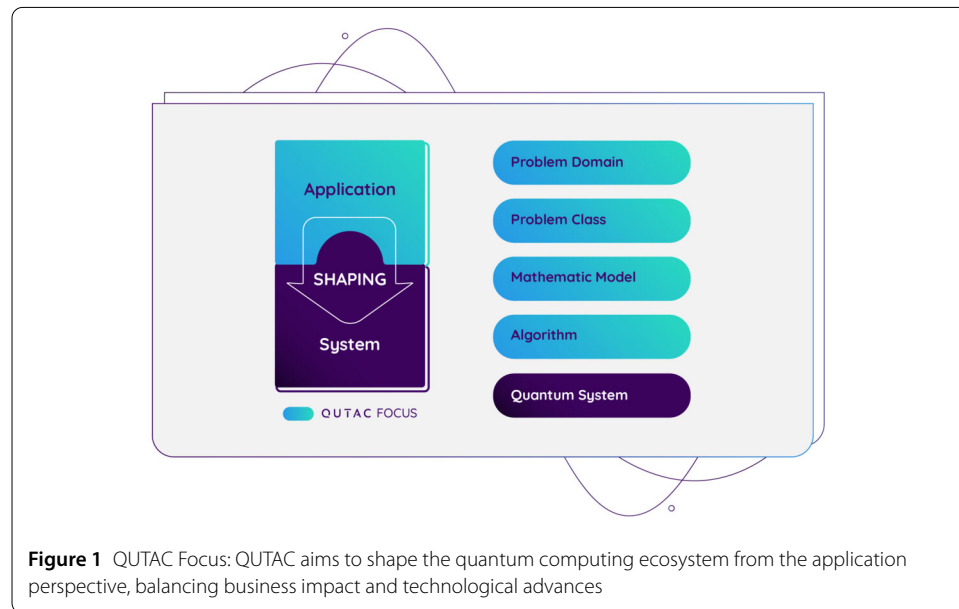 Application
SHAPING
System
QUTAC FOCUS
Problem Domain
Problem Class
Mathematic Model
Algorithm
Quantum System
Figure 1 QUTAC Focus: QUTAC aims to shape the quantum computing ecosystem from the application
perspective, balancing business impact and technological advances